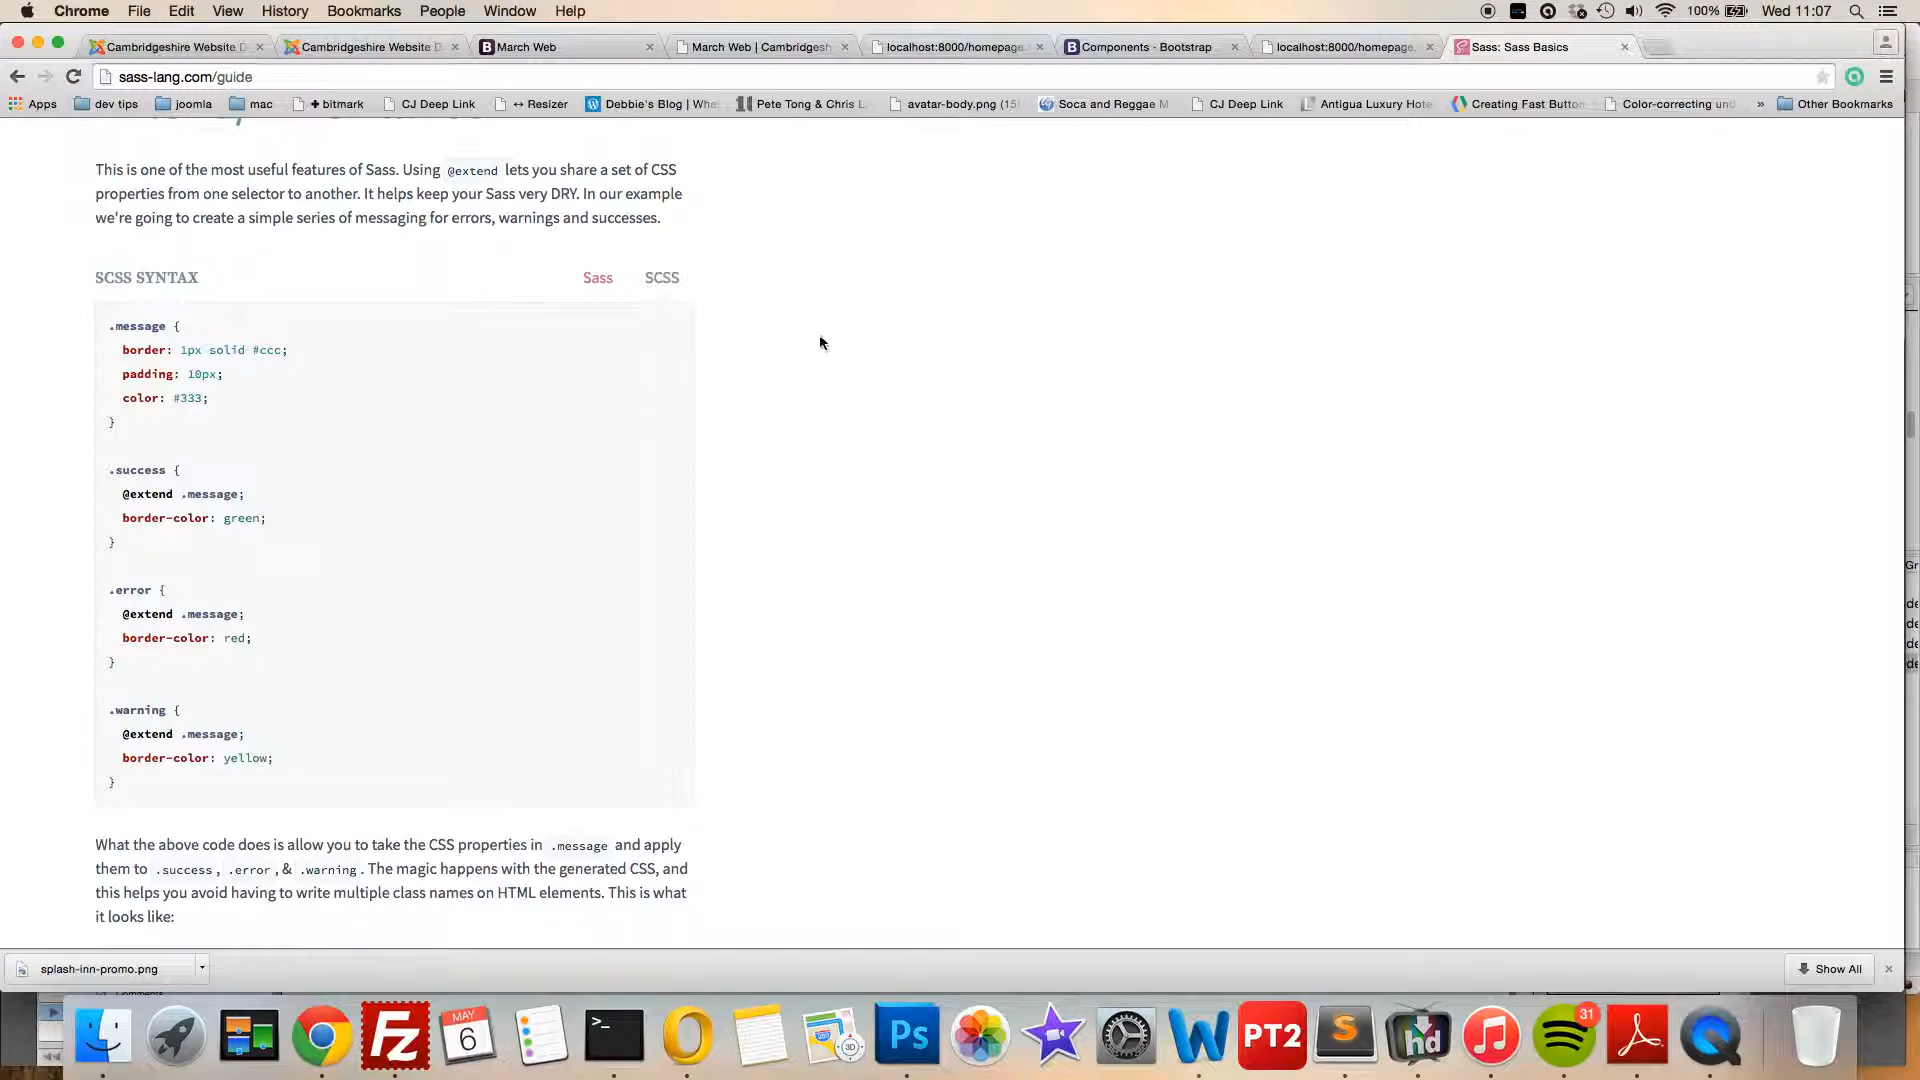 Chrome File Edit View History Bookmarks People Window Help 100% Wed 11:07
Cambridgeshire Website D Cambridgeshire Website D March Web March Web | Cambridgesh localhost:8000/homepage. Components · Bootstrap localhost:8000/homepage. Sass: Sass Basics
sass-lang.com/guide
Apps dev tips joomla mac bitmark CJ Deep Link ↔ Resizer Debbie's Blog | Wha Pete Tong & Chris L avatar-body.png (15 Soca and Reggae M CJ Deep Link Antigua Luxury Hote Creating Fast Button Color-correcting und » Other Bookmarks
This is one of the most useful features of Sass. Using @extend lets you share a set of CSS
properties from one selector to another. It helps keep your Sass very DRY. In our example
we're going to create a simple series of messaging for errors, warnings and successes.
SCSS SYNTAX Sass SCSS
.message {
border: 1px solid #ccc;
padding: 10px;
color: #333;
}
.success {
@extend .message;
border-color: green;
}
.error {
@extend .message;
border-color: red;
}
.warning {
@extend .message;
border-color: yellow;
}
What the above code does is allow you to take the CSS properties in .message and apply
them to .success, .error, & .warning. The magic happens with the generated CSS, and
this helps you avoid having to write multiple class names on HTML elements. This is what
it looks like:
splash-inn-promo.png Show All
Fz MAY 6 >_ 3D Ps W PT2 S hd 31